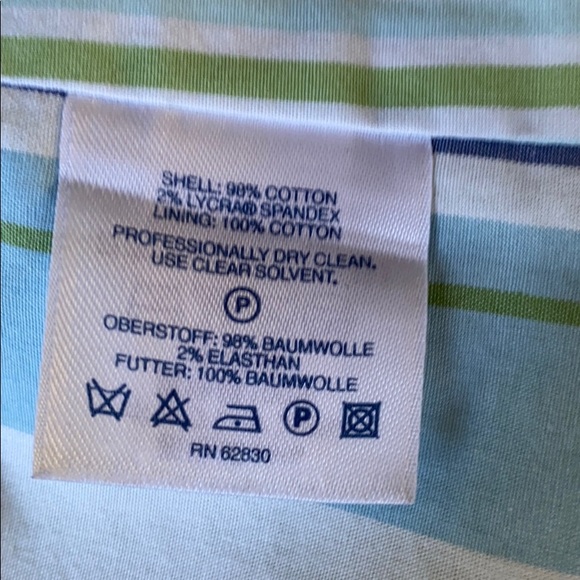 SHELL: 98% COTTON
2% LYCRA® SPANDEX
LINING: 100% COTTON
PROFESSIONALLY DRY CLEAN.
USE CLEAR SOLVENT.
P
OBERSTOFF: 98% BAUMWOLLE
2% ELASTHAN
FUTTER: 100% BAUMWOLLE
P
RN 62830